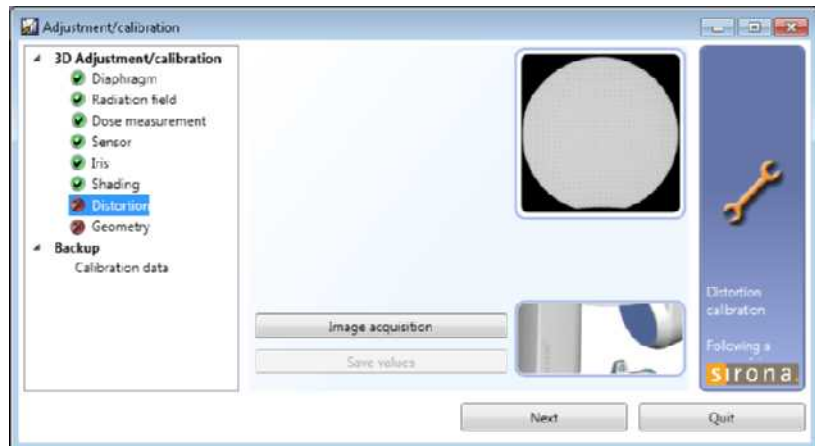 Adjustment/calibration
3D Adjustment/calibration
Diaphragm
Radiation field
Dose measurement
Sensor
Iris
Shading
Distortion
Geometry
Backup
Calibration data
Image acquisition
Save values
Distortion
calibration
Following a
sirona.
Next
Quit